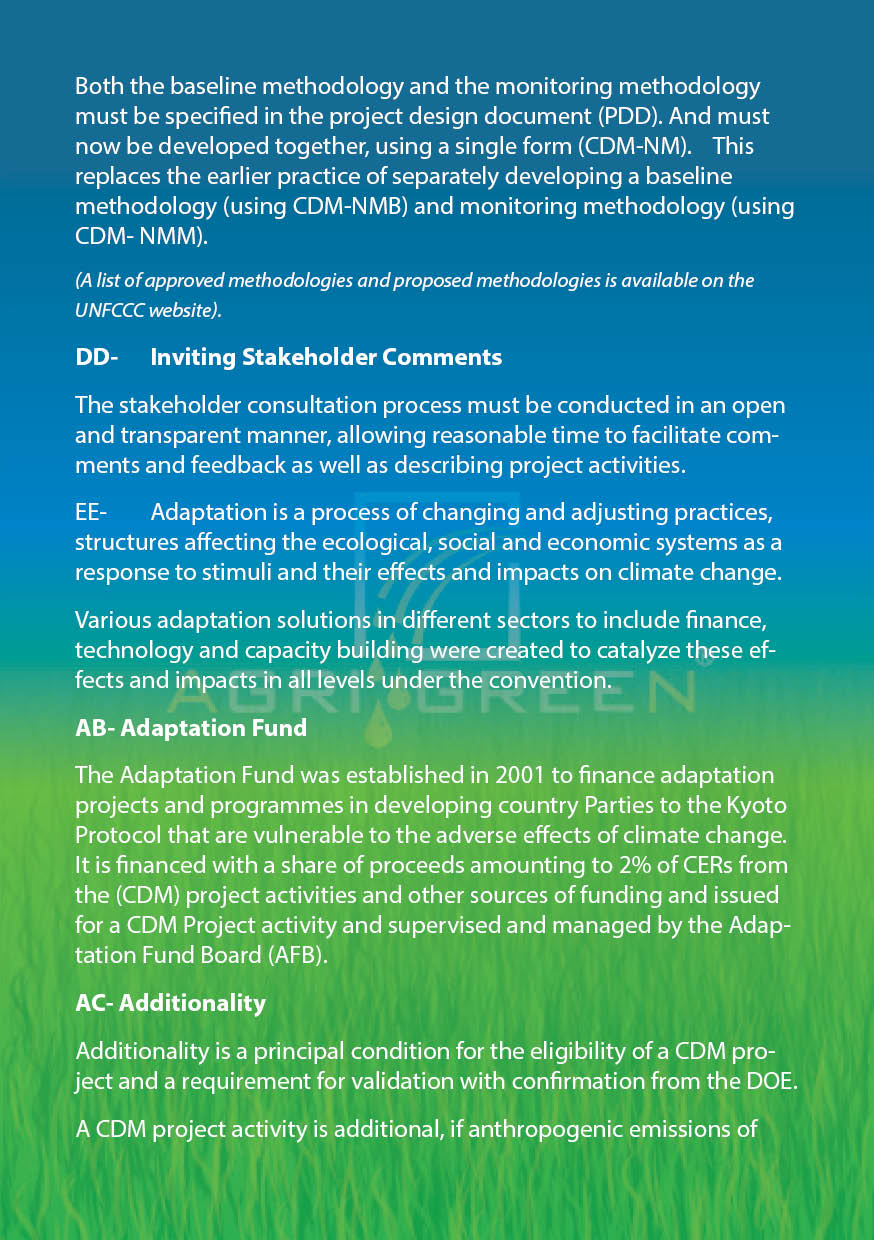 Both the baseline methodology and the monitoring methodology
must be specified in the project design document (PDD). And must
now be developed together, using a single form (CDM-NM).    This
replaces the earlier practice of separately developing a baseline
methodology (using CDM-NMB) and monitoring methodology (using
CDM- NMM).
(A list of approved methodologies and proposed methodologies is available on the
UNFCCC website).
DD-    Inviting Stakeholder Comments
The stakeholder consultation process must be conducted in an open
and transparent manner, allowing reasonable time to facilitate com-
ments and feedback as well as describing project activities.
EE-    Adaptation is a process of changing and adjusting practices,
structures affecting the ecological, social and economic systems as a
response to stimuli and their effects and impacts on climate change.
Various adaptation solutions in different sectors to include finance,
technology and capacity building were created to catalyze these ef-
fects and impacts in all levels under the convention.
AGRI GREEN®
AB- Adaptation Fund
The Adaptation Fund was established in 2001 to finance adaptation
projects and programmes in developing country Parties to the Kyoto
Protocol that are vulnerable to the adverse effects of climate change.
It is financed with a share of proceeds amounting to 2% of CERs from
the (CDM) project activities and other sources of funding and issued
for a CDM Project activity and supervised and managed by the Adap-
tation Fund Board (AFB).
AC- Additionality
Additionality is a principal condition for the eligibility of a CDM pro-
ject and a requirement for validation with confirmation from the DOE.
A CDM project activity is additional, if anthropogenic emissions of